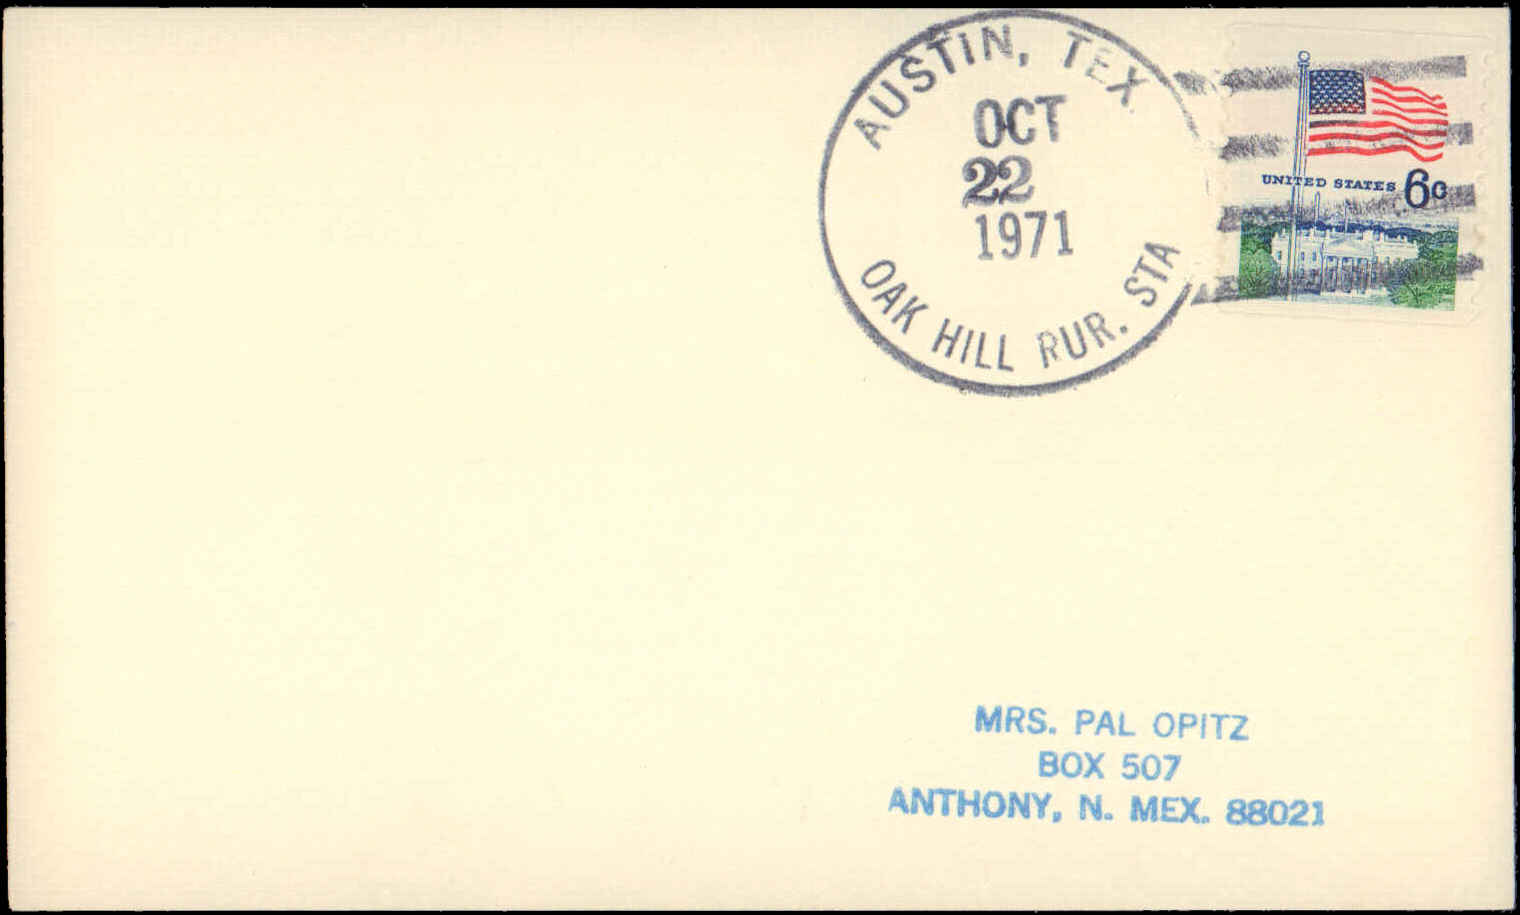 AUSTIN, TEX
OCT
22
1971
OAK HILL RUR. STA
UNITED STATES 6c
MRS. PAL OPITZ
BOX 507
ANTHONY, N. MEX. 88021